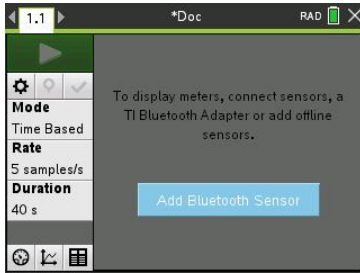 1.1
*Doc
RAD
Mode
Time Based
Rate
5 samples/s
Duration
40 s
To display meters, connect sensors, a
TI Bluetooth Adapter or add offline
sensors.
Add Bluetooth Sensor